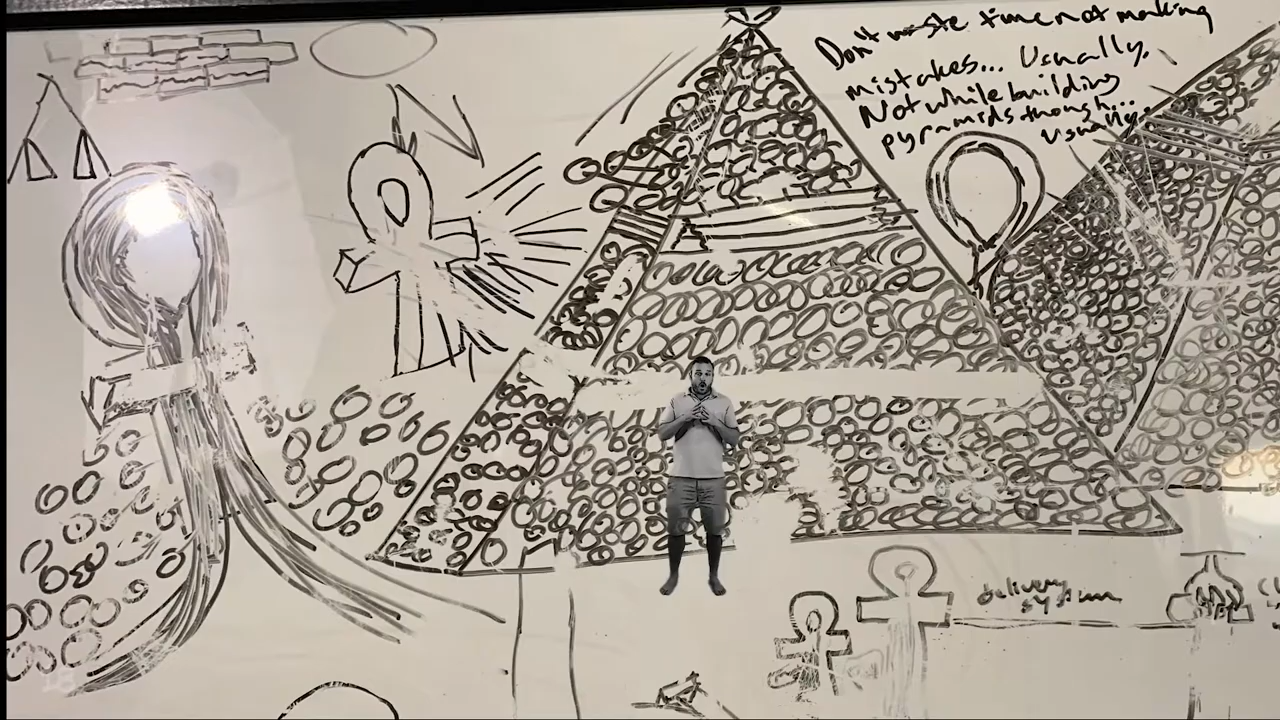 Don't waste time not making
mistakes... Usually.
Not while building
pyramids though...
usually.
N
delivery
system